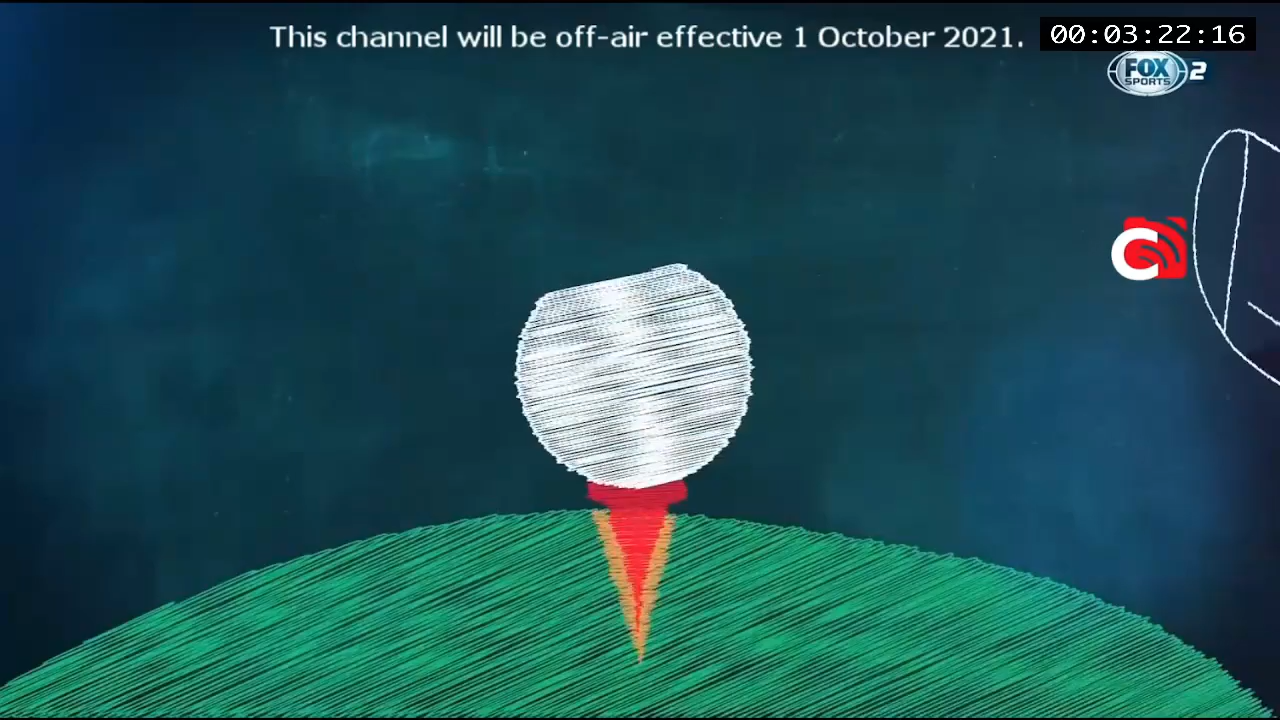 This channel will be off-air effective 1 October 2021.
00:03:22:16
FOX
SPORTS
2